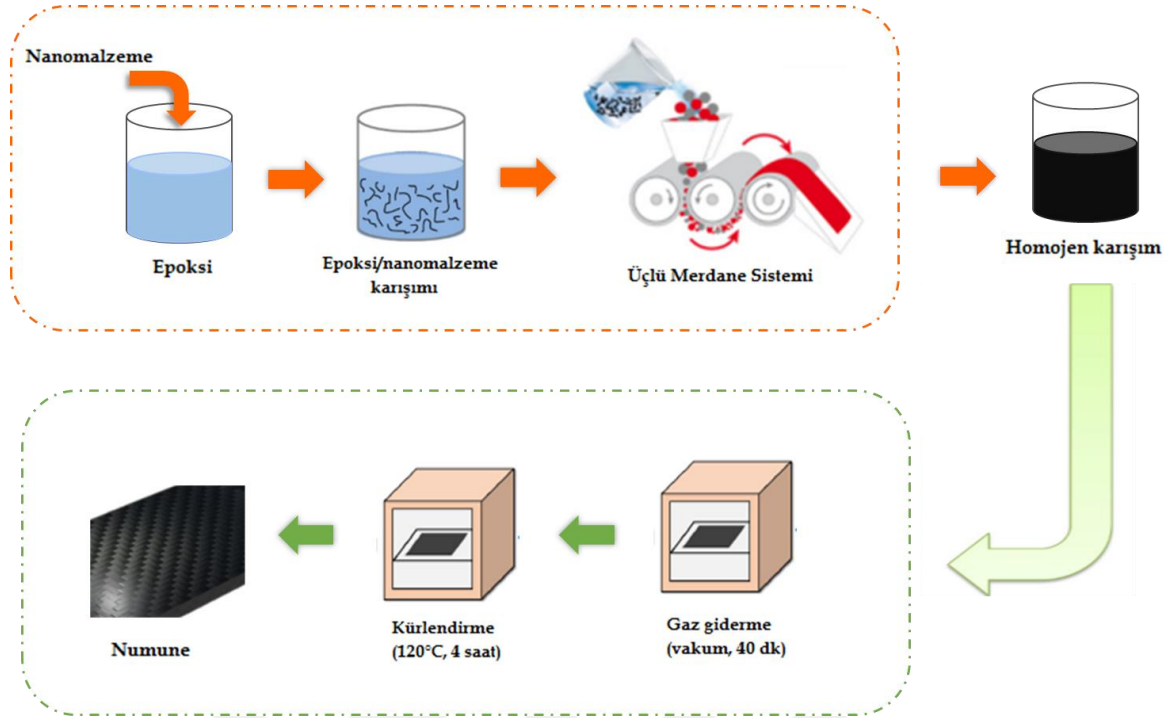 Nanomalzeme
Epoksi
Epoksi/nanomalzeme
karışımı
Üçlü Merdane Sistemi
Homojen karışım
Gaz giderme
(vakum, 40 dk)
Kürlendirme
(120°C, 4 saat)
Numune